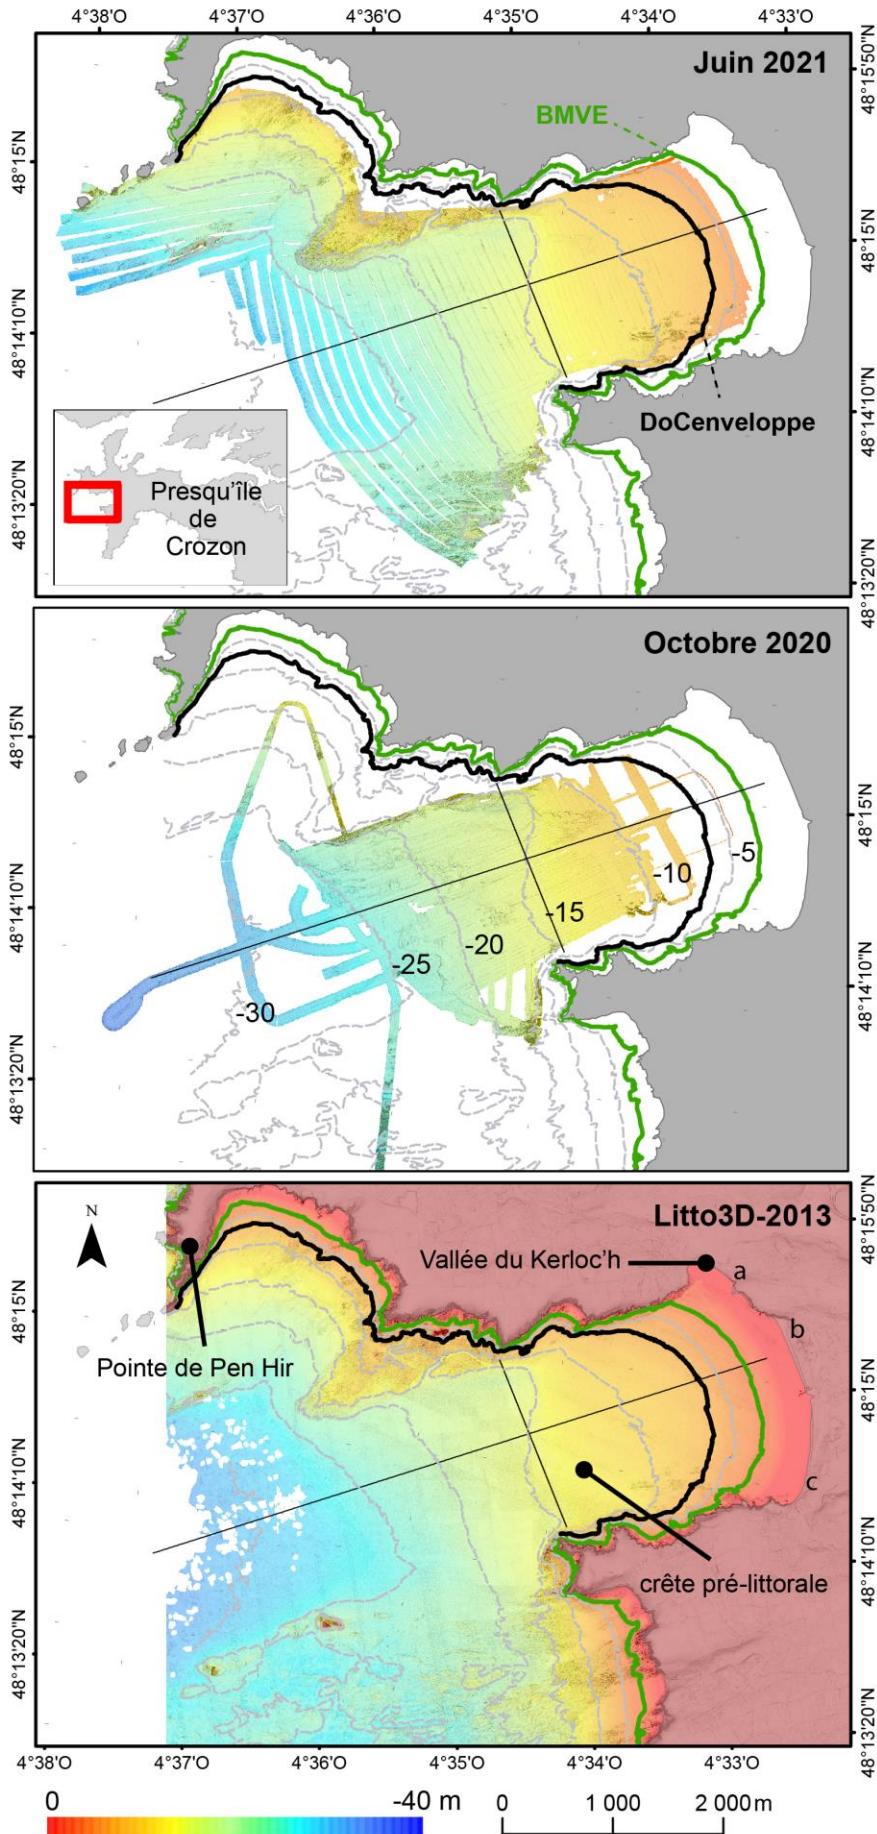 4°38'O 4°37'O 4°36'O 4°35'O 4°34'O 4°33'O
Juin 2021
48°15'50"N
BMVE
48°15'N
48°15'N
48°14'10"N
48°14'10"N
DoCenveloppe
48°13'20"N
Presqu'île
de
Crozon
48°13'20"N
Octobre 2020
48°15'N
48°15'N
-5
-10
-15
-20
-25
-30
48°14'10"N
48°14'10"N
48°13'20"N
N
Litto3D-2013
48°15'50"N
Vallée du Kerloc'h
a
b
48°15'N
Pointe de Pen Hir
48°15'N
48°14'10"N
c
48°14'10"N
crête pré-littorale
48°13'20"N
48°13'20"N
4°38'O 4°37'O 4°36'O 4°35'O 4°34'O 4°33'O
0 -40 m 0 1 000 2 000 m